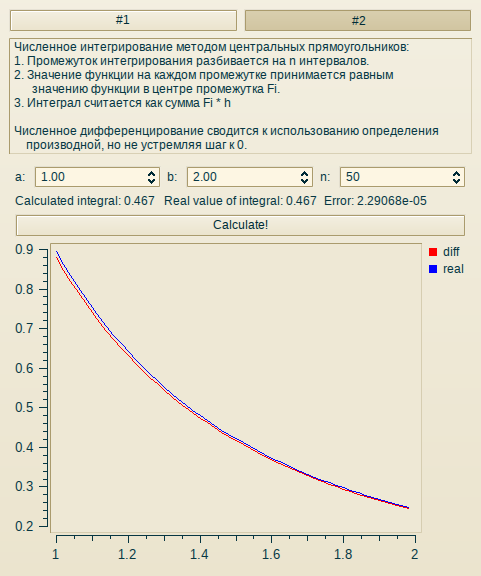 #1 #2
Численное интегрирование методом центральных прямоугольников:
1. Промежуток интегрирования разбивается на n интервалов.
2. Значение функции на каждом промежутке принимается равным
значению функции в центре промежутка Fi.
3. Интеграл считается как сумма Fi * h
Численное дифференцирование сводится к использованию определения
производной, но не устремляя шаг к 0.
a: 1.00 b: 2.00 n: 50
Calculated integral: 0.467 Real value of integral: 0.467 Error: 2.29068e-05
Calculate!
0.9
0.8
0.7
0.6
0.5
0.4
0.3
0.2
1 1.2 1.4 1.6 1.8 2
diff
real